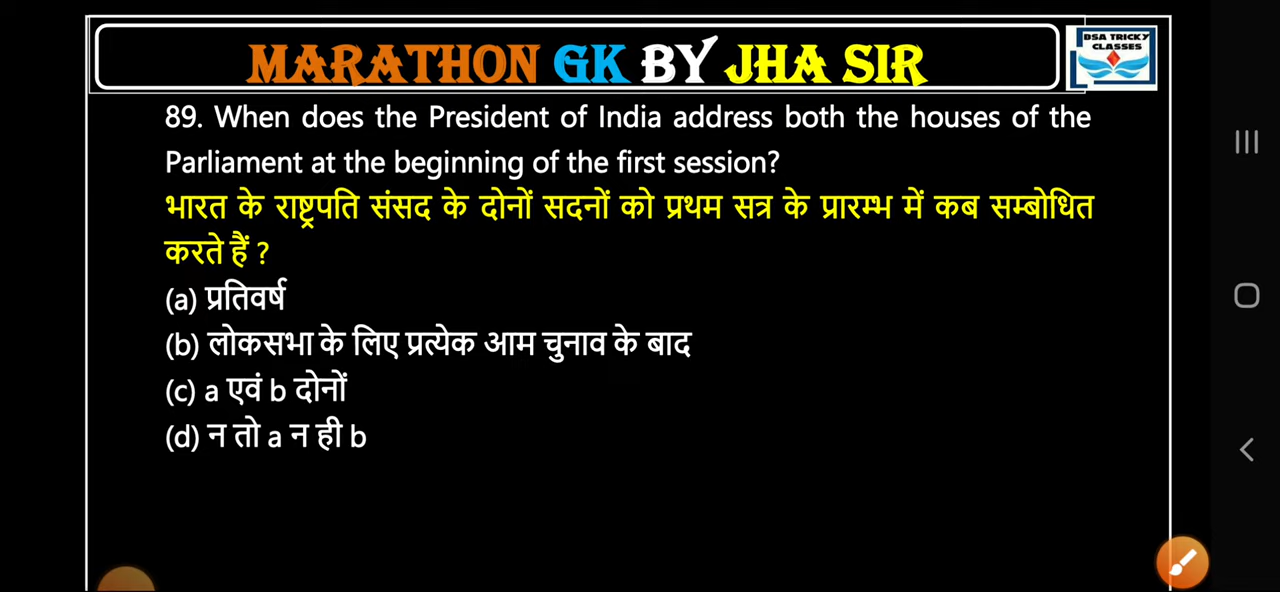 MARATHON GK BY JHA SIR
DSA TRICKY
CLASSES
89. When does the President of India address both the houses of the
Parliament at the beginning of the first session?
भारत के राष्ट्रपति संसद के दोनों सदनों को प्रथम सत्र के प्रारम्भ में कब सम्बोधित
करते हैं ?
(a) प्रतिवर्ष
(b) लोकसभा के लिए प्रत्येक आम चुनाव के बाद
(c) a एवं b दोनों
(d) न तो a न ही b